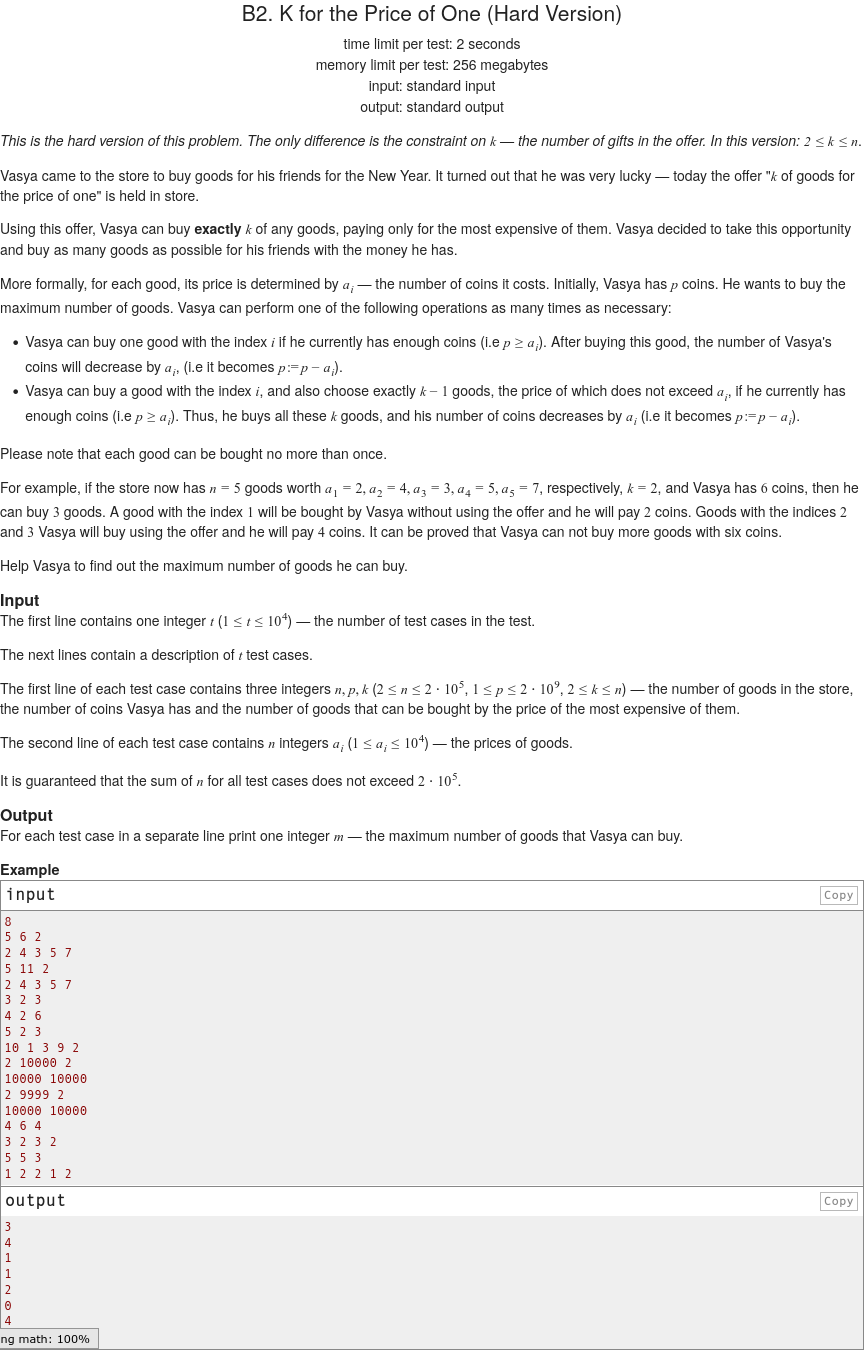 B2. K for the Price of One (Hard Version)
time limit per test: 2 seconds
memory limit per test: 256 megabytes
input: standard input
output: standard output
This is the hard version of this problem. The only difference is the constraint on k — the number of gifts in the offer. In this version: 2 ≤ k ≤ n.
Vasya came to the store to buy goods for his friends for the New Year. It turned out that he was very lucky — today the offer "k of goods for
the price of one" is held in store.
Using this offer, Vasya can buy exactly k of any goods, paying only for the most expensive of them. Vasya decided to take this opportunity
and buy as many goods as possible for his friends with the money he has.
More formally, for each good, its price is determined by a_i — the number of coins it costs. Initially, Vasya has p coins. He wants to buy the
maximum number of goods. Vasya can perform one of the following operations as many times as necessary:
• Vasya can buy one good with the index i if he currently has enough coins (i.e p ≥ a_i). After buying this good, the number of Vasya's
coins will decrease by a_i, (i.e it becomes p := p − a_i).
• Vasya can buy a good with the index i, and also choose exactly k − 1 goods, the price of which does not exceed a_i, if he currently has
enough coins (i.e p ≥ a_i). Thus, he buys all these k goods, and his number of coins decreases by a_i (i.e it becomes p := p − a_i).
Please note that each good can be bought no more than once.
For example, if the store now has n = 5 goods worth a_1 = 2, a_2 = 4, a_3 = 3, a_4 = 5, a_5 = 7, respectively, k = 2, and Vasya has 6 coins, then he
can buy 3 goods. A good with the index 1 will be bought by Vasya without using the offer and he will pay 2 coins. Goods with the indices 2
and 3 Vasya will buy using the offer and he will pay 4 coins. It can be proved that Vasya can not buy more goods with six coins.
Help Vasya to find out the maximum number of goods he can buy.
Input
The first line contains one integer t (1 ≤ t ≤ 10^4) — the number of test cases in the test.
The next lines contain a description of t test cases.
The first line of each test case contains three integers n, p, k (2 ≤ n ≤ 2 · 10^5, 1 ≤ p ≤ 2 · 10^9, 2 ≤ k ≤ n) — the number of goods in the store,
the number of coins Vasya has and the number of goods that can be bought by the price of the most expensive of them.
The second line of each test case contains n integers a_i (1 ≤ a_i ≤ 10^4) — the prices of goods.
It is guaranteed that the sum of n for all test cases does not exceed 2 · 10^5.
Output
For each test case in a separate line print one integer m — the maximum number of goods that Vasya can buy.
Example
input Copy
8
5 6 2
2 4 3 5 7
5 11 2
2 4 3 5 7
3 2 3
4 2 6
5 2 3
10 1 3 9 2
2 10000 2
10000 10000
2 9999 2
10000 10000
4 6 4
3 2 3 2
5 5 3
1 2 2 1 2
output Copy
3
4
1
1
2
0
4
ng math: 100%